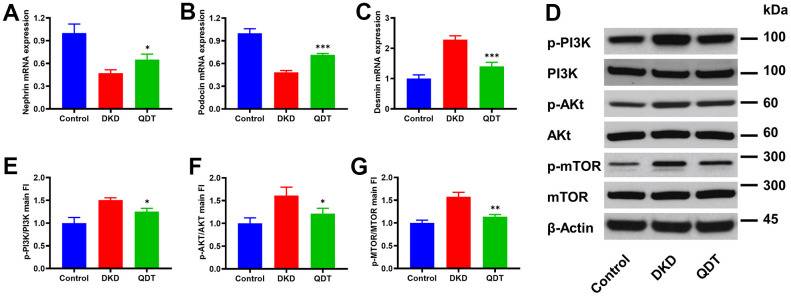 A
Nephrin mRNA expression
1.5
1.2
0.9
0.6
0.3
0.0
*
Control
DKD
QDT
B
Podocin mRNA expression
1.5
1.2
0.9
0.6
0.3
0.0
***
Control
DKD
QDT
C
Desmin mRNA expression
3
2
1
0
***
Control
DKD
QDT
D
kDa
p-PI3K
100
PI3K
100
p-AKt
60
AKt
60
p-mTOR
300
mTOR
300
β-Actin
45
Control
DKD
QDT
E
p-PI3K/PI3K main FI
2.0
1.5
1.0
0.5
0.0
*
Control
DKD
QDT
F
p-AKT/AKT main FI
2.0
1.5
1.0
0.5
0.0
*
Control
DKD
QDT
G
p-MTOR/MTOR main FI
2.0
1.5
1.0
0.5
0.0
**
Control
DKD
QDT